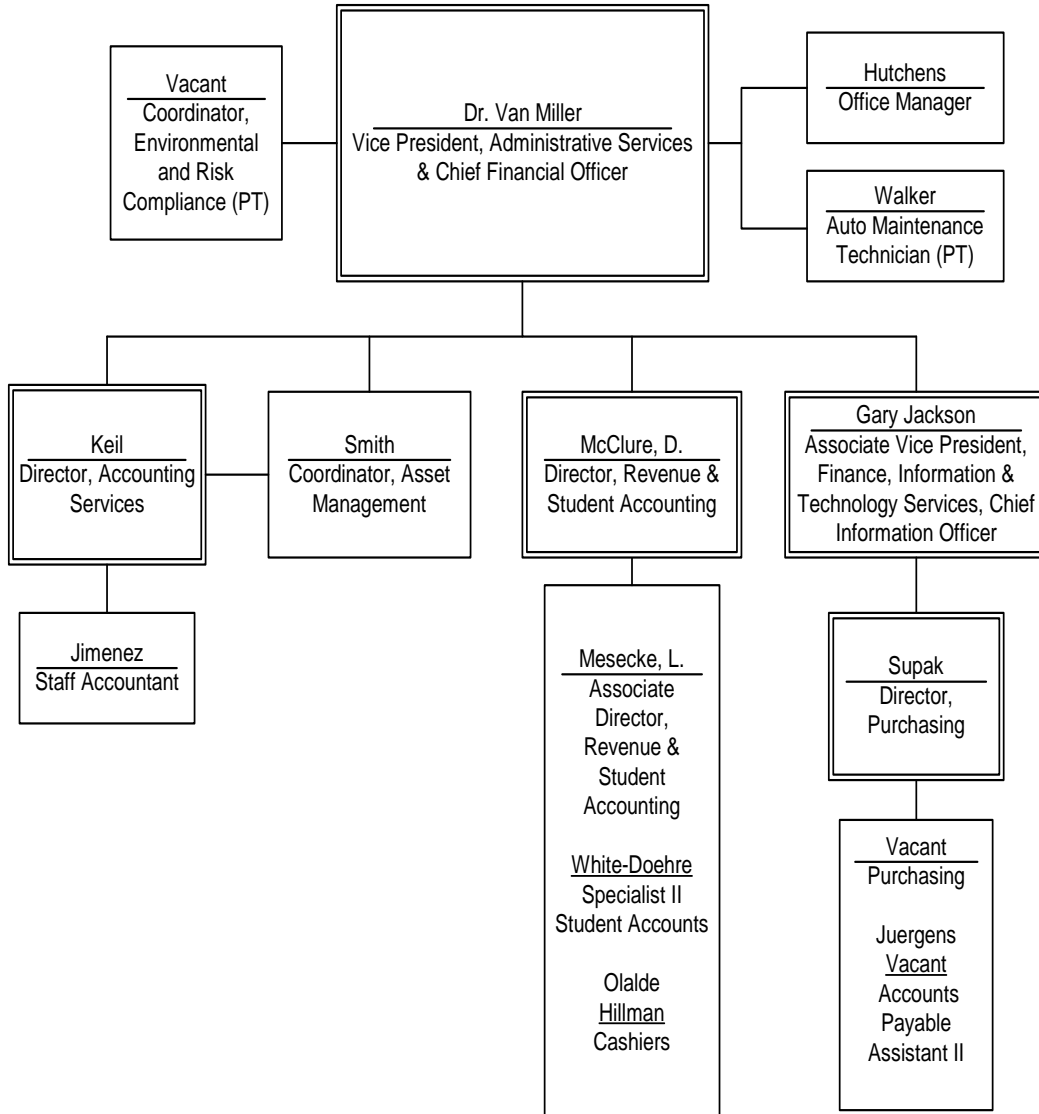 Vacant
Coordinator,
Environmental
and Risk
Compliance (PT)
Dr. Van Miller
Vice President, Administrative Services
& Chief Financial Officer
Hutchens
Office Manager
Walker
Auto Maintenance
Technician (PT)
Keil
Director, Accounting
Services
Smith
Coordinator, Asset
Management
McClure, D.
Director, Revenue &
Student Accounting
Gary Jackson
Associate Vice President,
Finance, Information &
Technology Services, Chief
Information Officer
Jimenez
Staff Accountant
Mesecke, L.
Associate
Director,
Revenue &
Student
Accounting
White-Doehre
Specialist II
Student Accounts
Olalde
Hillman
Cashiers
Supak
Director,
Purchasing
Vacant
Purchasing
Juergens
Vacant
Accounts
Payable
Assistant II